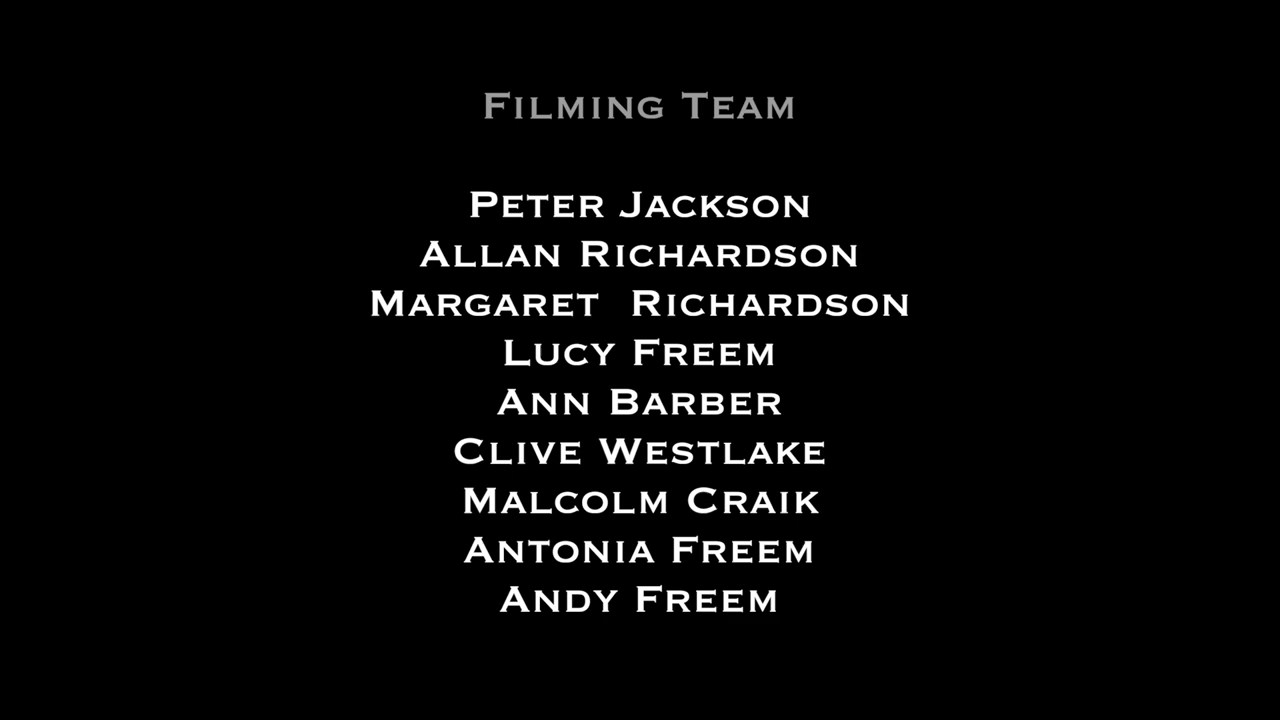 Filming Team
Peter Jackson
Allan Richardson
Margaret  Richardson
Lucy Freem
Ann Barber
Clive Westlake
Malcolm Craik
Antonia Freem
Andy Freem